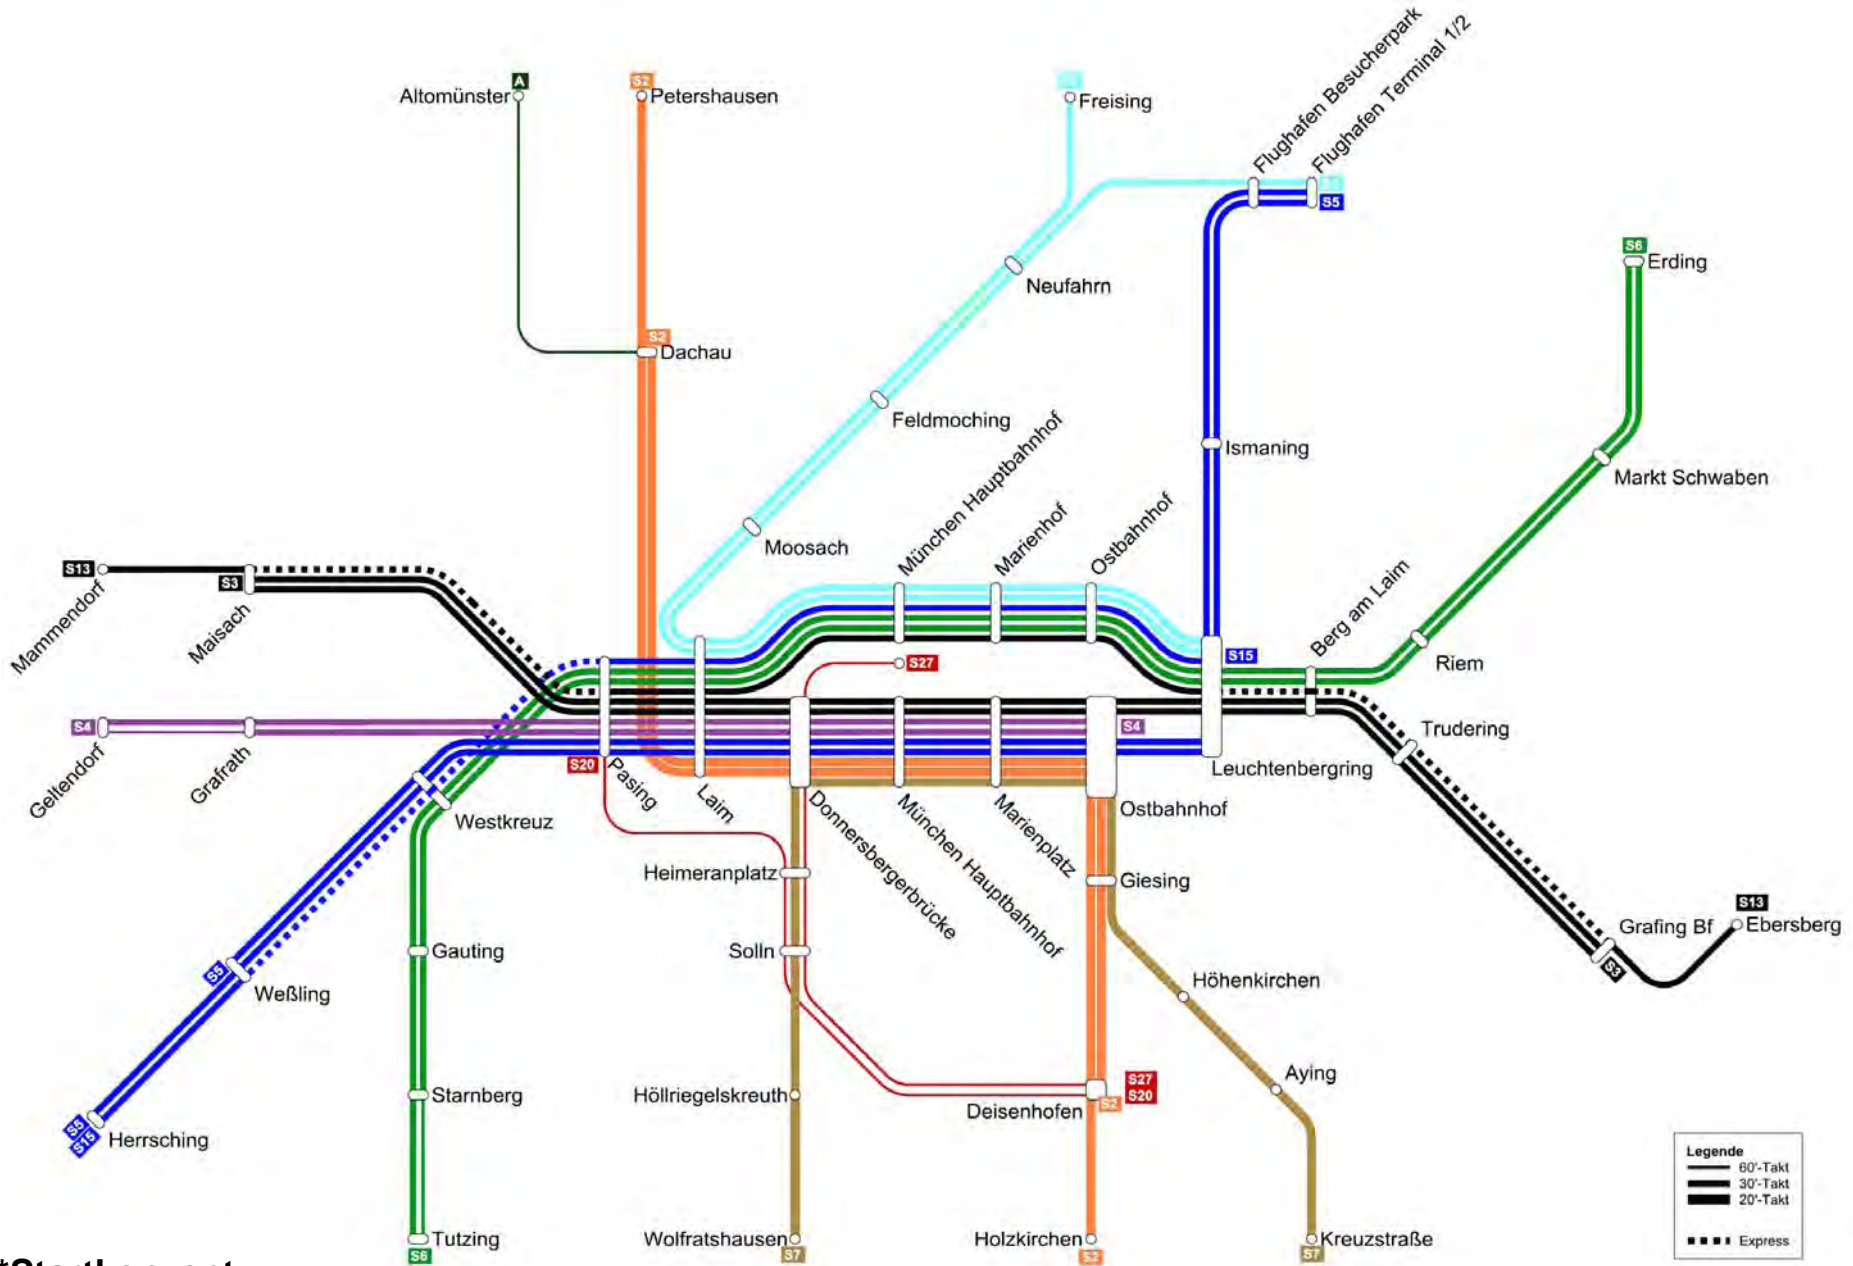 Flughafen Besucherpark
Flughafen Terminal 1/2
A
S2
Altomünster
Petershausen
Freising
S5
S6
Erding
Neufahrn
S2
Dachau
Feldmoching
Ismaning
Markt Schwaben
Moosach
München Hauptbahnhof
Marienhof
Ostbahnhof
Berg am Laim
S13
S3
Mammendorf
Maisach
S27
S15
Riem
S4
S4
Trudering
Geltendorf
Grafrath
S20
Pasing
Laim
Leuchtenbergring
Westkreuz
Donnersbergerbrücke
München Hauptbahnhof
Marienplatz
Ostbahnhof
Heimeranplatz
Giesing
S13
Grafing Bf
Ebersberg
S3
Gauting
Solln
S5
Weßling
Höhenkirchen
Aying
Starnberg
Höllriegelskreuth
S27
S20
S2
Deisenhofen
S5
S15
Herrsching
Legende
60'-Takt
30'-Takt
20'-Takt
Express
Tutzing
Wolfratshausen
Holzkirchen
Kreuzstraße
S6
S7
S2
S7